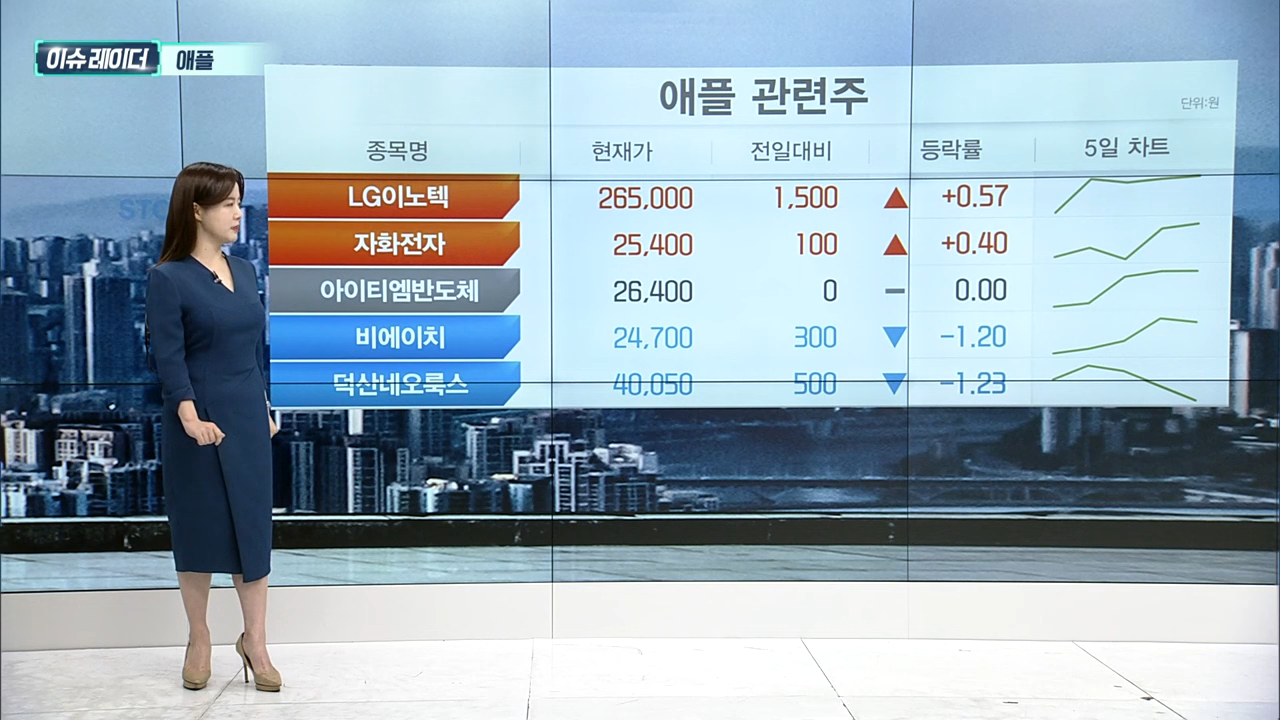 이슈 레이더 애플
애플 관련주
단위:원
종목명 현재가 전일대비 등락률 5일 차트
LG이노텍 265,000 1,500 ▲ +0.57
자화전자 25,400 100 ▲ +0.40
아이티엠반도체 26,400 0 - 0.00
비에이치 24,700 300 ▼ -1.20
덕산네오룩스 40,050 500 ▼ -1.23